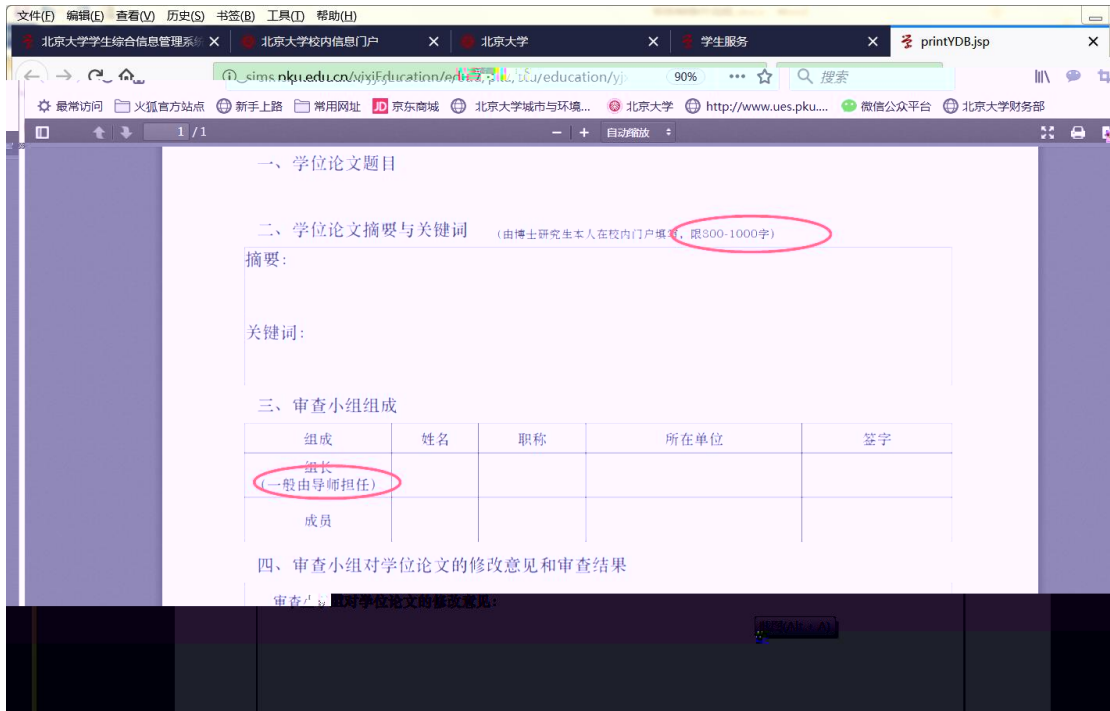 文件(F) 编辑(E) 查看(V) 历史(S) 书签(B) 工具(T) 帮助(H)
北京大学学生综合信息管理系统 × 北京大学校内信息门户 × 北京大学 × 学生服务 × printYDB.jsp ×
90% ··· 搜索
最常访问 火狐官方站点 新手上路 常用网址 JD 京东商城 北京大学城市与环境... 北京大学 http://www.ues.pku.... 微信公众平台 北京大学财务部
1 / 1 − + 自动缩放
一、学位论文题目
二、学位论文摘要与关键词 (由博士研究生本人在校内门户填写,限800-1000字)
摘要:
关键词:
三、审查小组组成
组成 姓名 职称 所在单位 签字
组长
(一般由导师担任)
成员
四、审查小组对学位论文的修改意见和审查结果
审查小组对学位论文的修改意见: